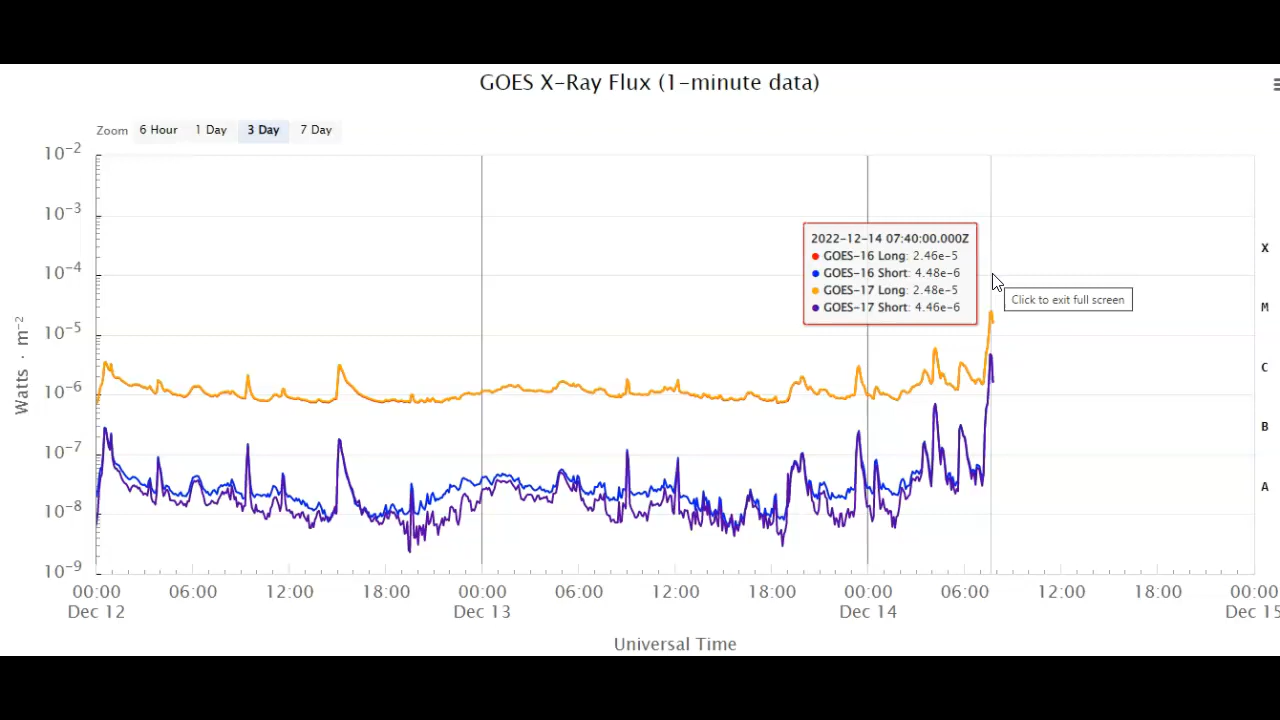 GOES X-Ray Flux (1-minute data)
Zoom 6 Hour 1 Day 3 Day 7 Day
10⁻²
10⁻³
10⁻⁴
10⁻⁵
10⁻⁶
10⁻⁷
10⁻⁸
10⁻⁹
Watts · m⁻²
2022-12-14 07:40:00.000Z
GOES-16 Long: 2.46e-5
GOES-16 Short: 4.48e-6
GOES-17 Long: 2.48e-5
GOES-17 Short: 4.46e-6
Click to exit full screen
X
M
C
B
A
00:00 06:00 12:00 18:00 00:00 06:00 12:00 18:00 00:00 06:00 12:00 18:00 00:00
Dec 12 Dec 13 Dec 14 Dec 15
Universal Time